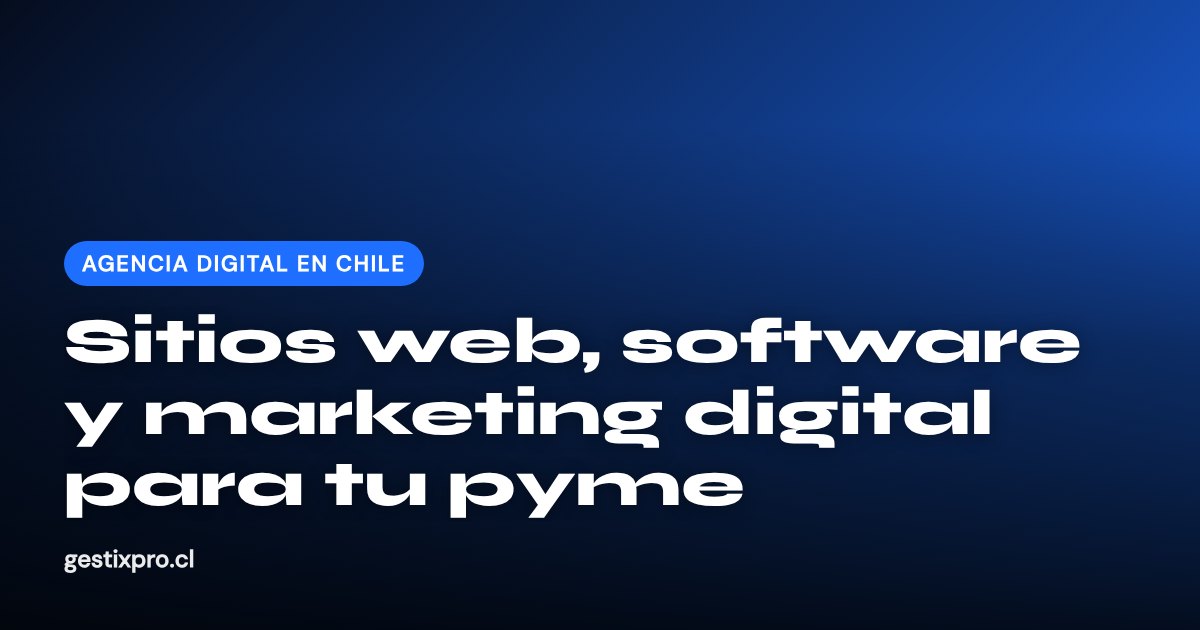 AGENCIA DIGITAL EN CHILE
Sitios web, software
y marketing digital
para tu pyme
gestixpro.cl